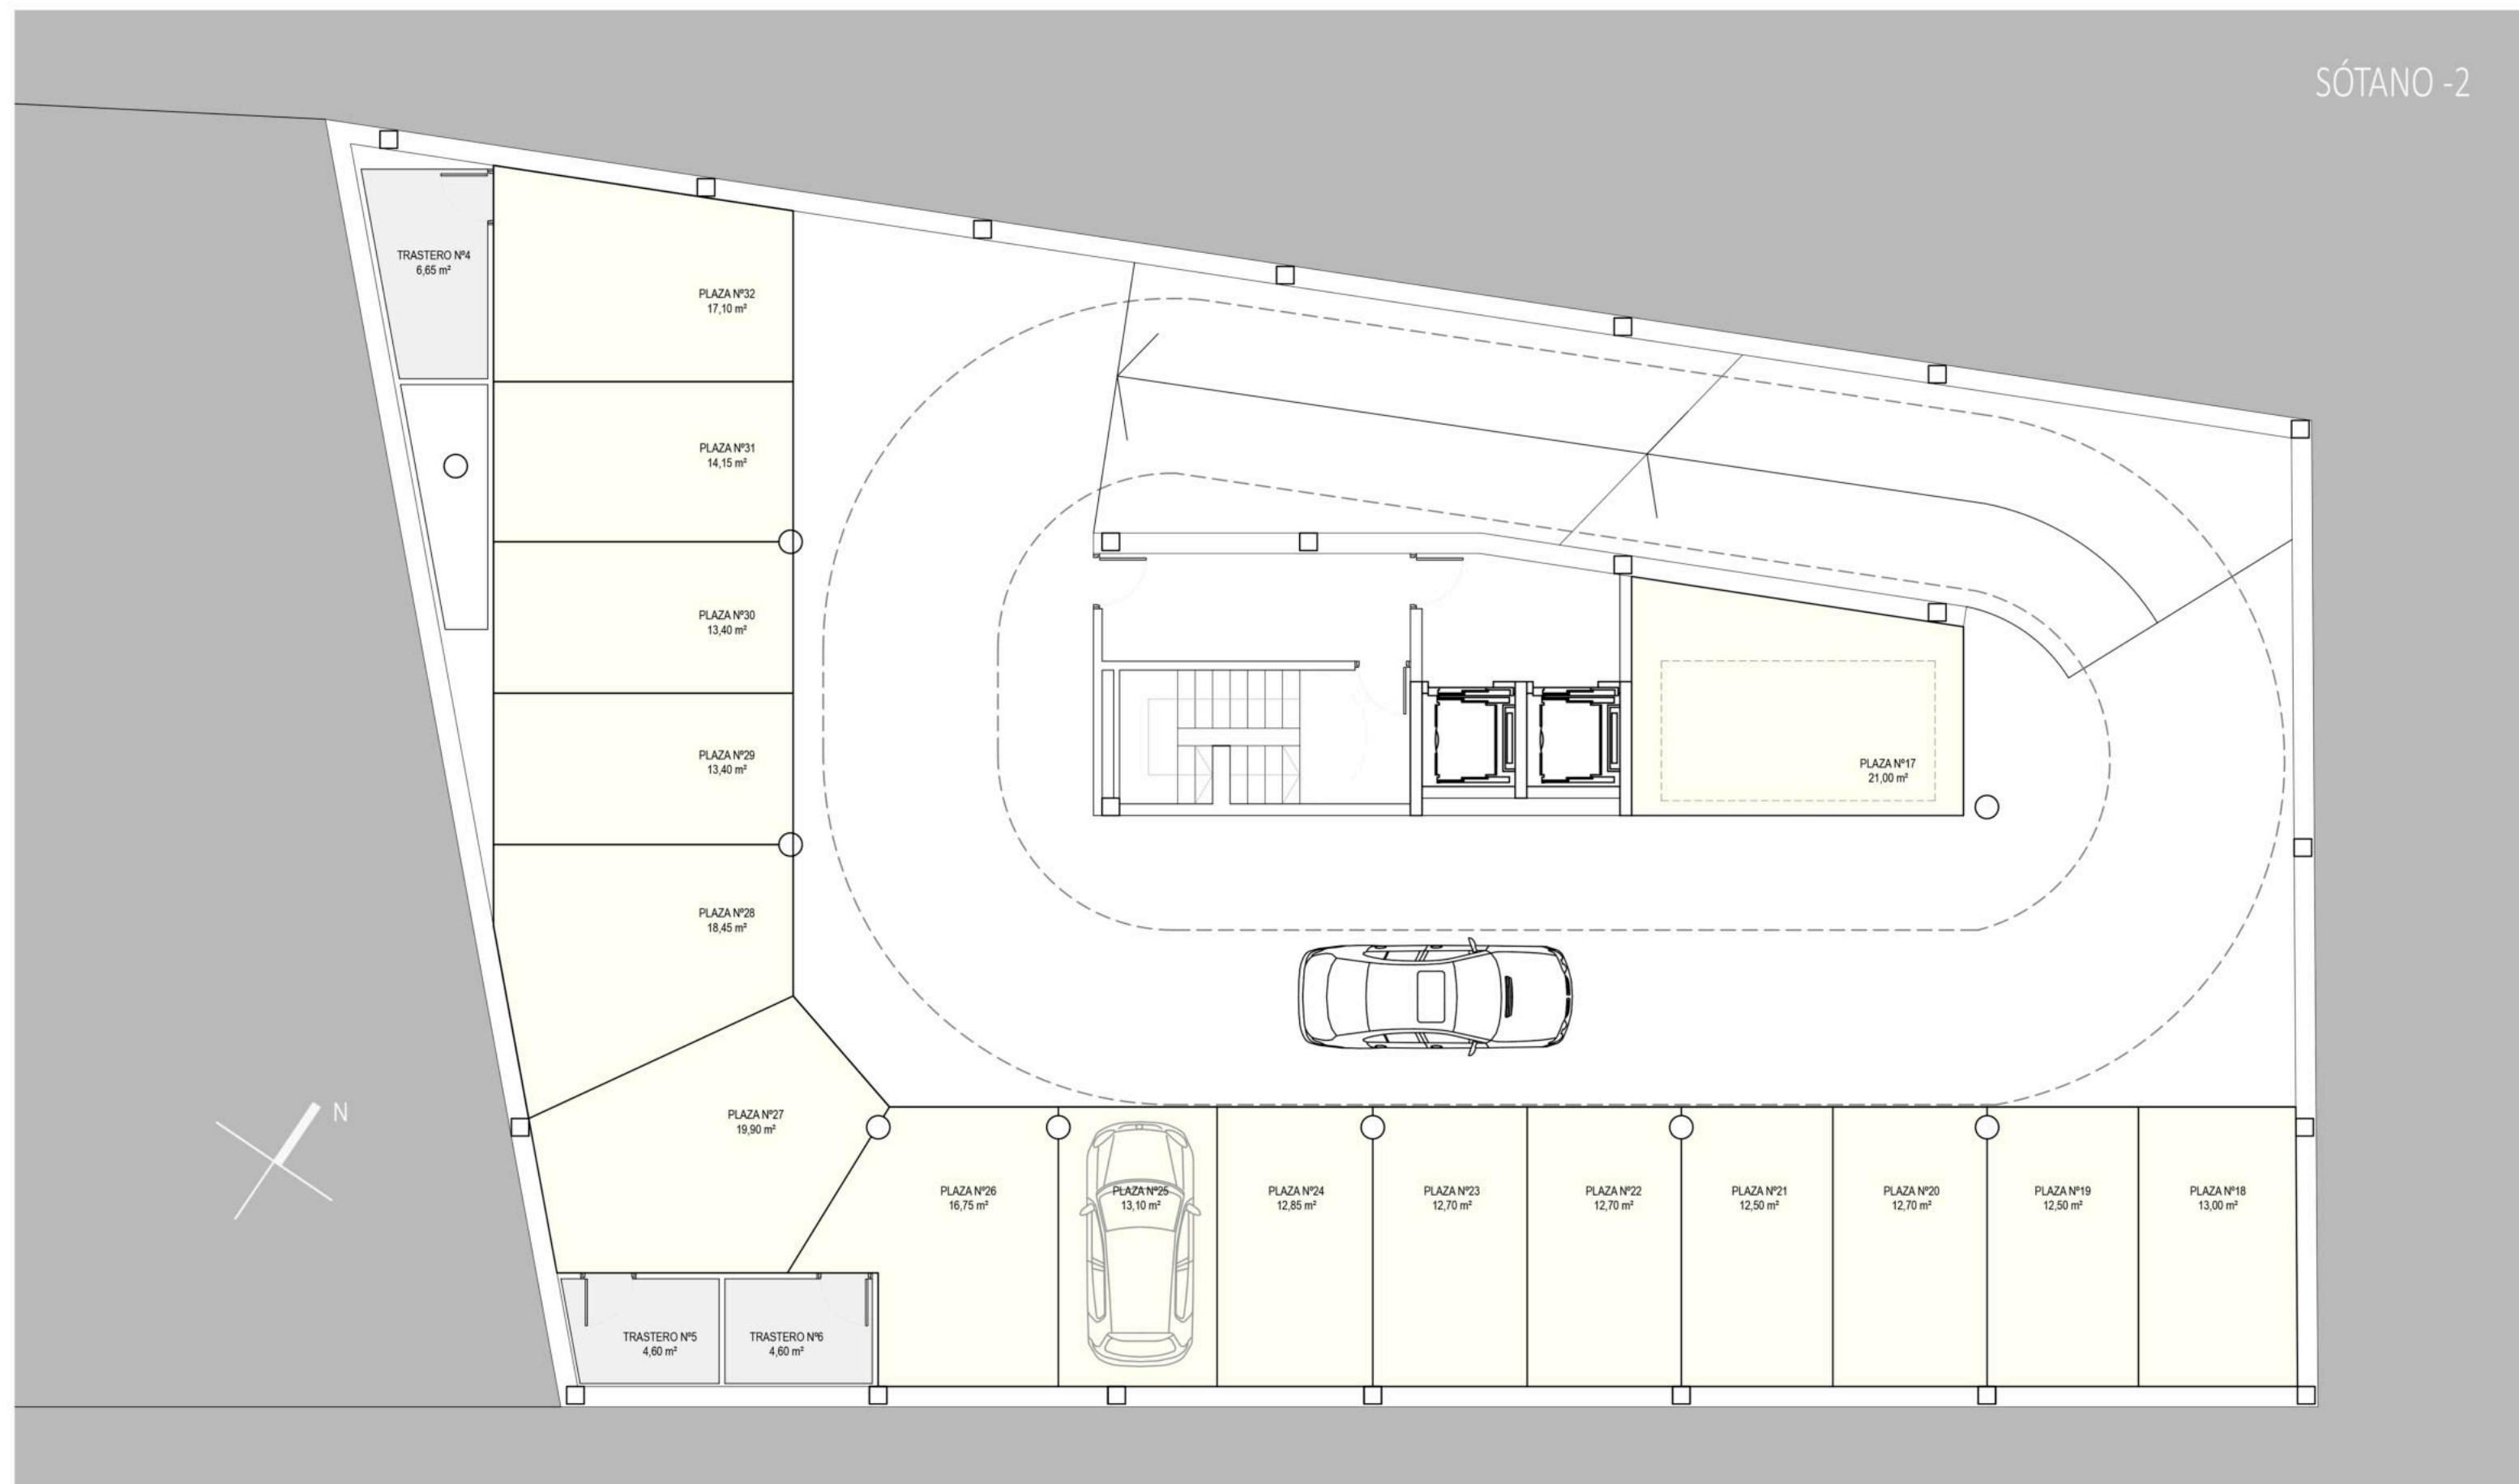 SÓTANO -2
TRASTERO Nº4
6,65 m²
PLAZA Nº32
17,10 m²
PLAZA Nº31
14,15 m²
PLAZA Nº30
13,40 m²
PLAZA Nº29
13,40 m²
PLAZA Nº17
21,00 m²
PLAZA Nº28
18,45 m²
N
PLAZA Nº27
19,90 m²
PLAZA Nº26
16,75 m²
PLAZA Nº25
13,10 m²
PLAZA Nº24
12,85 m²
PLAZA Nº23
12,70 m²
PLAZA Nº22
12,70 m²
PLAZA Nº21
12,50 m²
PLAZA Nº20
12,70 m²
PLAZA Nº19
12,50 m²
PLAZA Nº18
13,00 m²
TRASTERO Nº5
4,60 m²
TRASTERO Nº6
4,60 m²